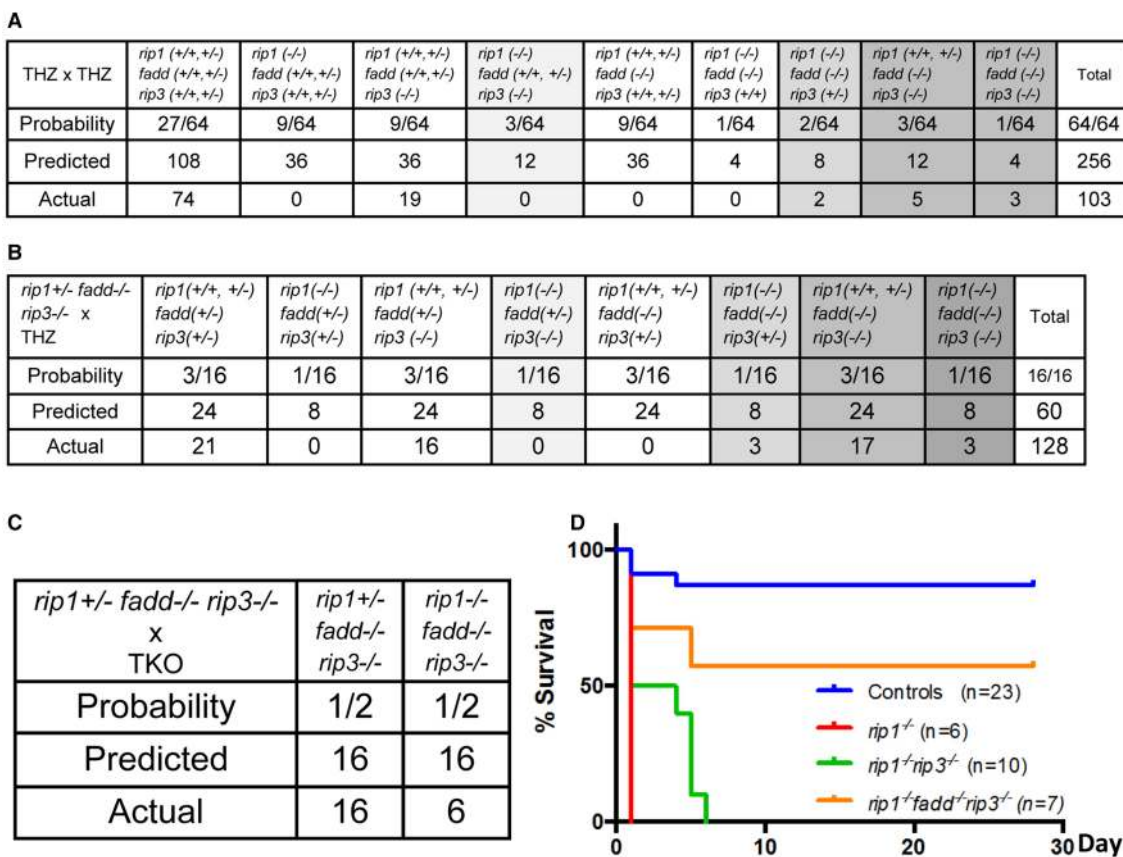 A
THZ x THZ
rip1 (+/+,+/-)
fadd (+/+,+/-)
rip3 (+/+,+/-)
rip1 (-/-)
fadd (+/+,+/-)
rip3 (+/+,+/-)
rip1 (+/+,+/-)
fadd (+/+,+/-)
rip3 (-/-)
rip1 (-/-)
fadd (+/+, +/-)
rip3 (-/-)
rip1 (+/+,+/-)
fadd (-/-)
rip3 (+/+,+/-)
rip1 (-/-)
fadd (-/-)
rip3 (+/+)
rip1 (-/-)
fadd (-/-)
rip3 (+/-)
rip1 (+/+, +/-)
fadd (-/-)
rip3 (-/-)
rip1 (-/-)
fadd (-/-)
rip3 (-/-)
Total
Probability 27/64 9/64 9/64 3/64 9/64 1/64 2/64 3/64 1/64 64/64
Predicted 108 36 36 12 36 4 8 12 4 256
Actual 74 0 19 0 0 0 2 5 3 103
B
rip1+/- fadd-/-
rip3-/- x
THZ
rip1(+/+, +/-)
fadd(+/-)
rip3(+/-)
rip1(-/-)
fadd(+/-)
rip3(+/-)
rip1 (+/+, +/-)
fadd(+/-)
rip3 (-/-)
rip1(-/-)
fadd(+/-)
rip3(-/-)
rip1(+/+, +/-)
fadd(-/-)
rip3(+/-)
rip1(-/-)
fadd(-/-)
rip3(+/-)
rip1(+/+, +/-)
fadd(-/-)
rip3(-/-)
rip1(-/-)
fadd(-/-)
rip3 (-/-)
Total
Probability 3/16 1/16 3/16 1/16 3/16 1/16 3/16 1/16 16/16
Predicted 24 8 24 8 24 8 24 8 60
Actual 21 0 16 0 0 3 17 3 128
C
rip1+/- fadd-/- rip3-/-
x
TKO
rip1+/-
fadd-/-
rip3-/-
rip1-/-
fadd-/-
rip3-/-
Probability 1/2 1/2
Predicted 16 16
Actual 16 6
D
% Survival
100
50
0
Controls (n=23)
rip1-/- (n=6)
rip1-/-rip3-/- (n=10)
rip1-/-fadd-/-rip3-/- (n=7)
0 10 20 30 Day